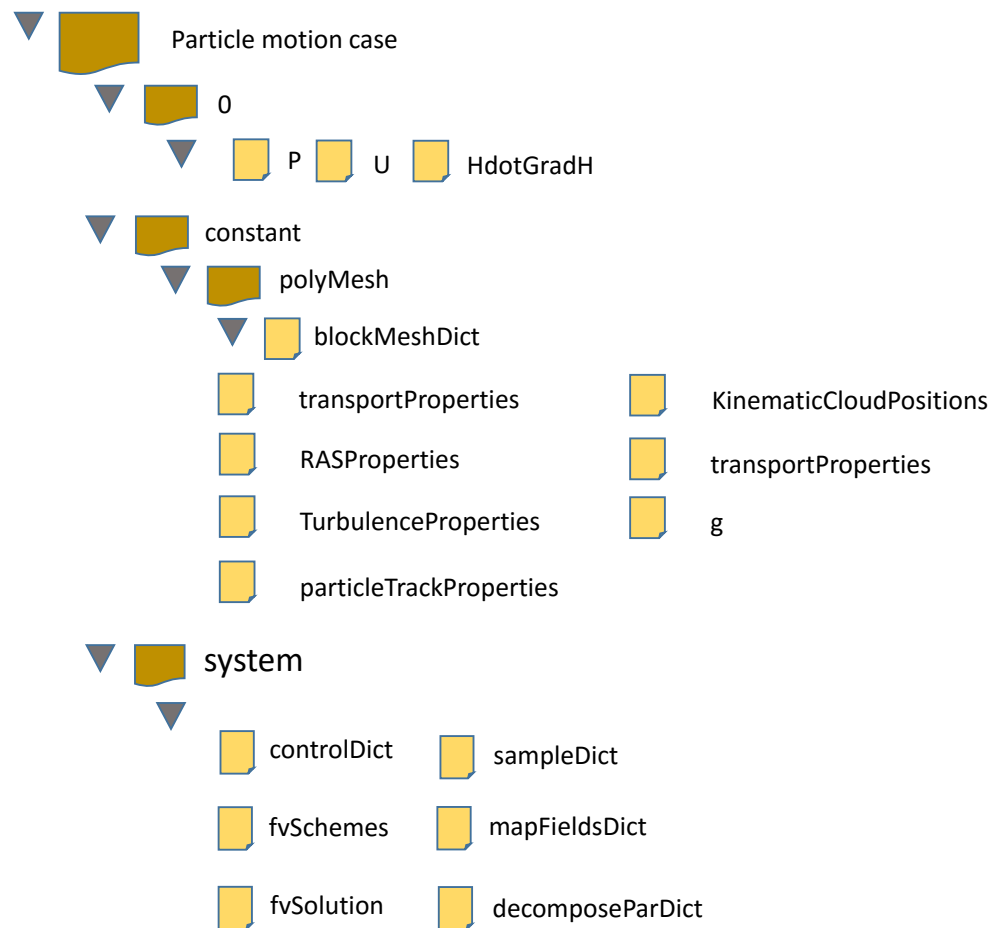 Particle motion case
0
P U HdotGradH
constant
polyMesh
blockMeshDict
transportProperties KinematicCloudPositions
RASProperties transportProperties
TurbulenceProperties g
particleTrackProperties
system
controlDict sampleDict
fvSchemes mapFieldsDict
fvSolution decomposeParDict